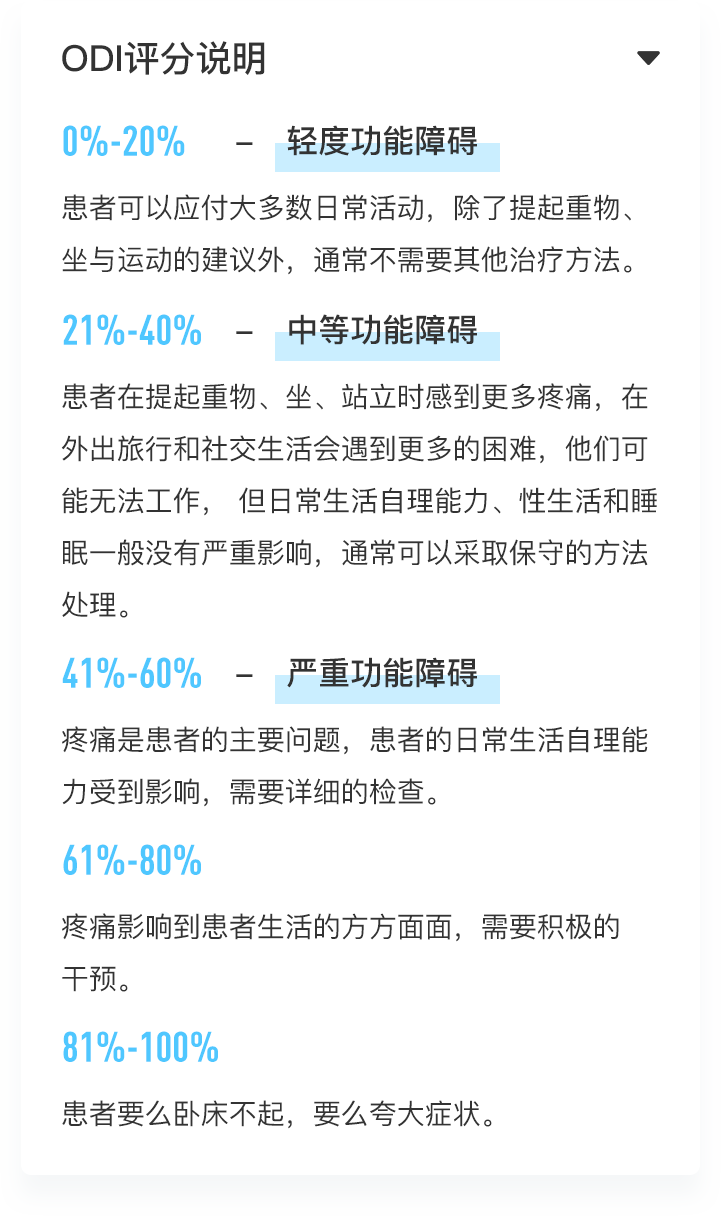 ODI评分说明
0%-20% – 轻度功能障碍
患者可以应付大多数日常活动，除了提起重物、
坐与运动的建议外，通常不需要其他治疗方法。
21%-40% – 中等功能障碍
患者在提起重物、坐、站立时感到更多疼痛，在
外出旅行和社交生活会遇到更多的困难，他们可
能无法工作， 但日常生活自理能力、性生活和睡
眠一般没有严重影响，通常可以采取保守的方法
处理。
41%-60% – 严重功能障碍
疼痛是患者的主要问题，患者的日常生活自理能
力受到影响，需要详细的检查。
61%-80%
疼痛影响到患者生活的方方面面，需要积极的
干预。
81%-100%
患者要么卧床不起，要么夸大症状。